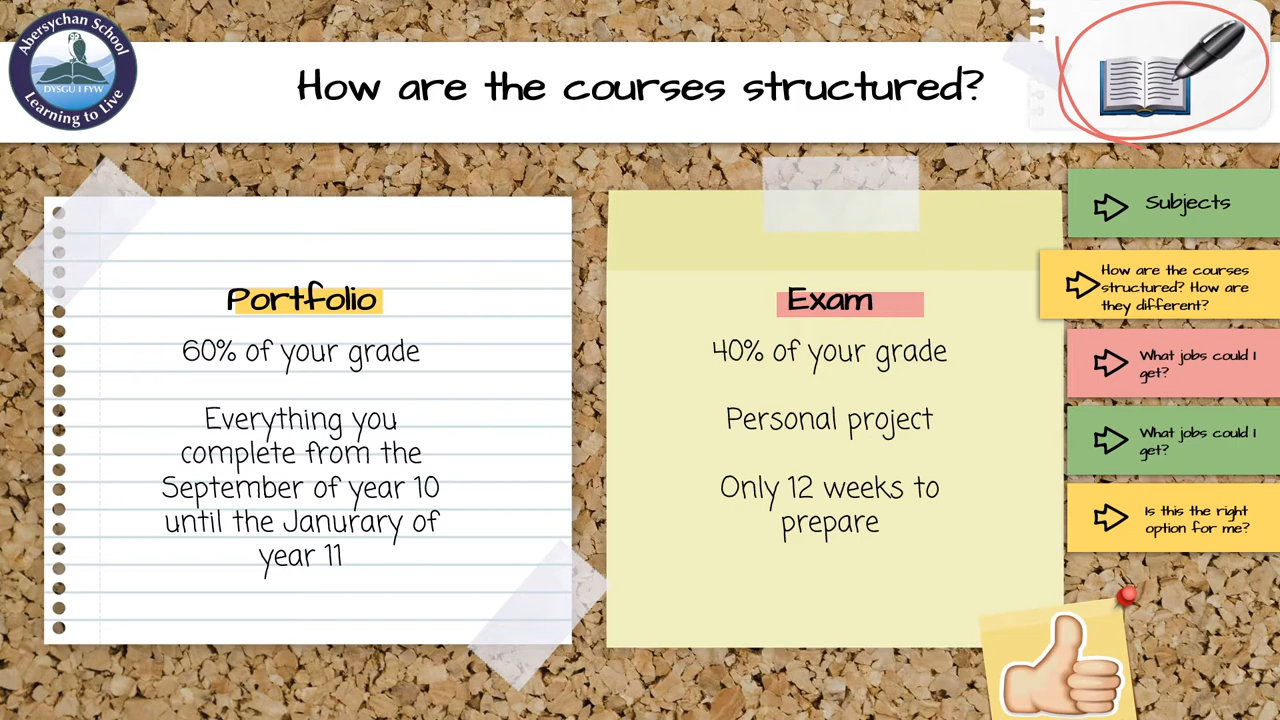 Abersychan School
DYSGU I FYW
Learning to Live
How are the courses structured?
Portfolio
60% of your grade
Everything you
complete from the
September of year 10
until the Janurary of
year 11
Exam
40% of your grade
Personal project
Only 12 weeks to
prepare
Subjects
How are the courses
structured? How are
they different?
What jobs could I
get?
What jobs could I
get?
Is this the right
option for me?